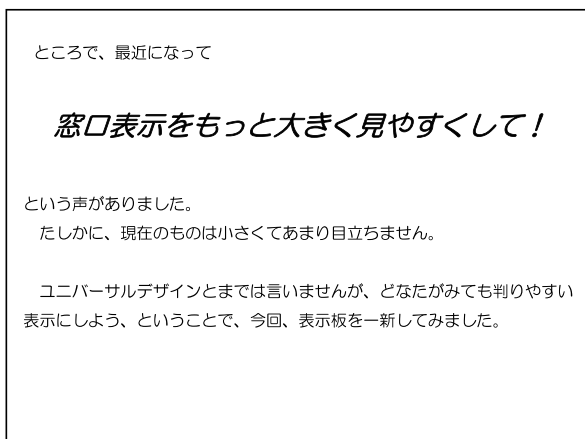 ところで、最近になって
窓口表示をもっと大きく見やすくして！
という声がありました。
たしかに、現在のものは小さくてあまり目立ちません。
ユニバーサルデザインとまでは言いませんが、どなたがみても判りやすい
表示にしよう、ということで、今回、表示板を一新してみました。